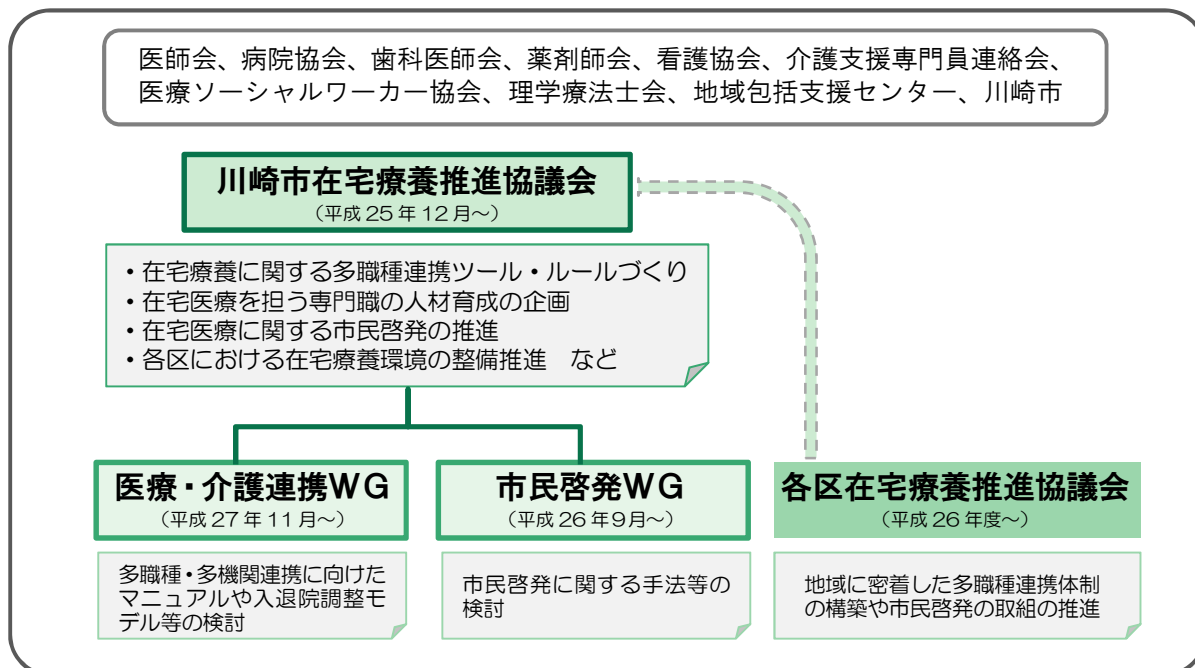 医師会、病院協会、歯科医師会、薬剤師会、看護協会、介護支援専門員連絡会、
医療ソーシャルワーカー協会、理学療法士会、地域包括支援センター、川崎市
川崎市在宅療養推進協議会
（平成25年12月～）
・在宅療養に関する多職種連携ツール・ルールづくり
・在宅医療を担う専門職の人材育成の企画
・在宅医療に関する市民啓発の推進
・各区における在宅療養環境の整備推進　など
医療・介護連携WG
（平成27年11月～）
多職種・多機関連携に向けた
マニュアルや入退院調整モ
デル等の検討
市民啓発WG
（平成26年9月～）
市民啓発に関する手法等の
検討
各区在宅療養推進協議会
（平成26年度～）
地域に密着した多職種連携体制
の構築や市民啓発の取組の推進